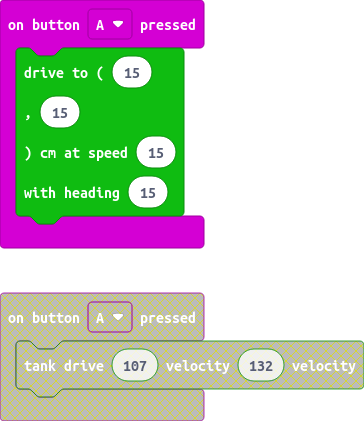 on button A pressed
drive to ( 15
, 15
) cm at speed 15
with heading 15
on button A pressed
tank drive 107 velocity 132 velocity